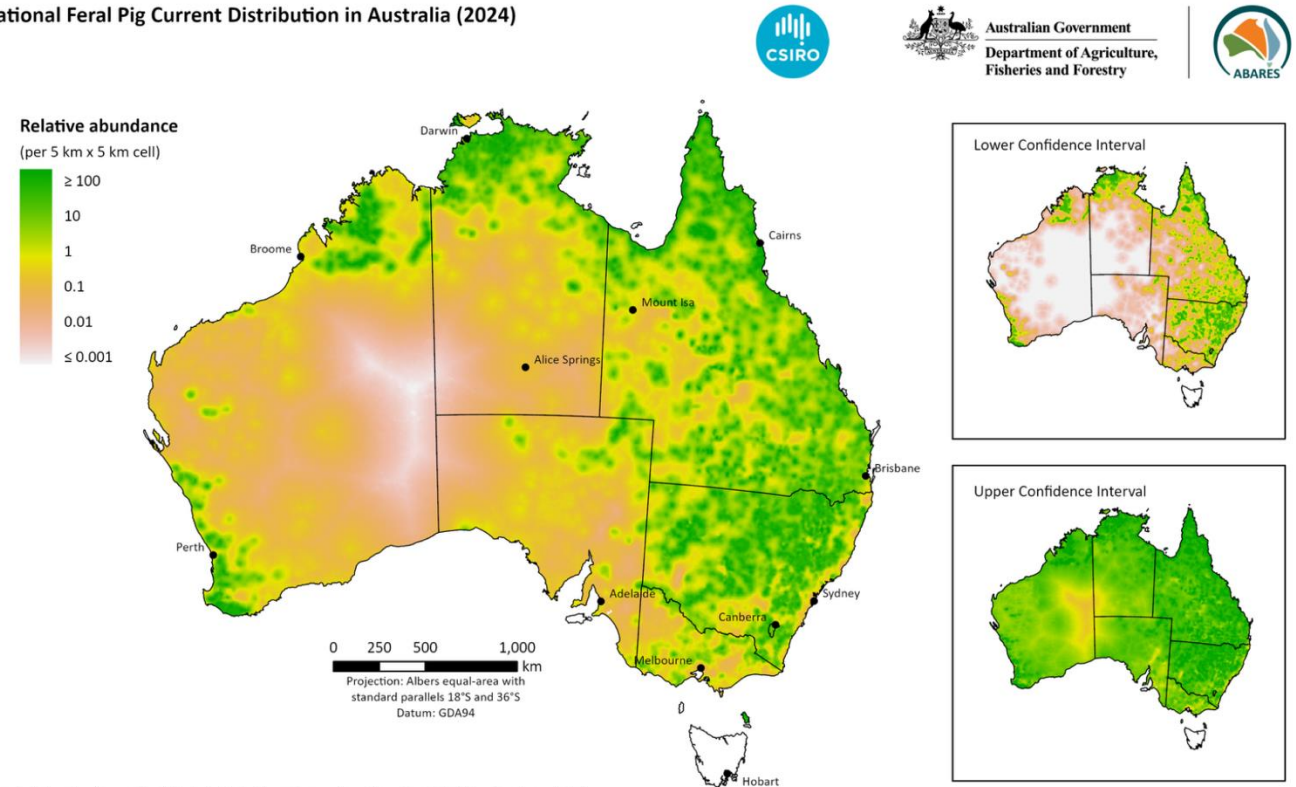 ational Feral Pig Current Distribution in Australia (2024)
CSIRO
Australian Government
Department of Agriculture,
Fisheries and Forestry
ABARES
Relative abundance
(per 5 km x 5 km cell)
≥ 100
10
1
0.1
0.01
≤ 0.001
Darwin
Broome
Cairns
Mount Isa
Alice Springs
Brisbane
Perth
Adelaide
Sydney
Canberra
Melbourne
Hobart
0 250 500 1,000
km
Projection: Albers equal-area with
standard parallels 18°S and 36°S
Datum: GDA94
Lower Confidence Interval
Upper Confidence Interval